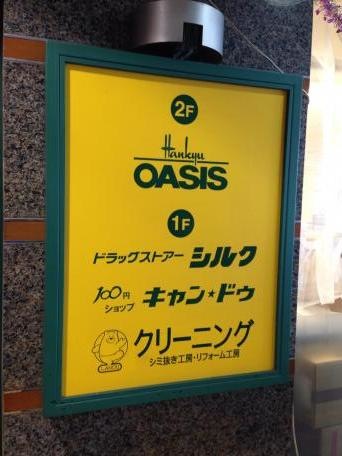 2F
Hankyu
OASIS
1F
ドラッグストアー シルク
100円ショップ キャン★ドゥ
クリーニング
シミ抜き工房・リフォーム工房